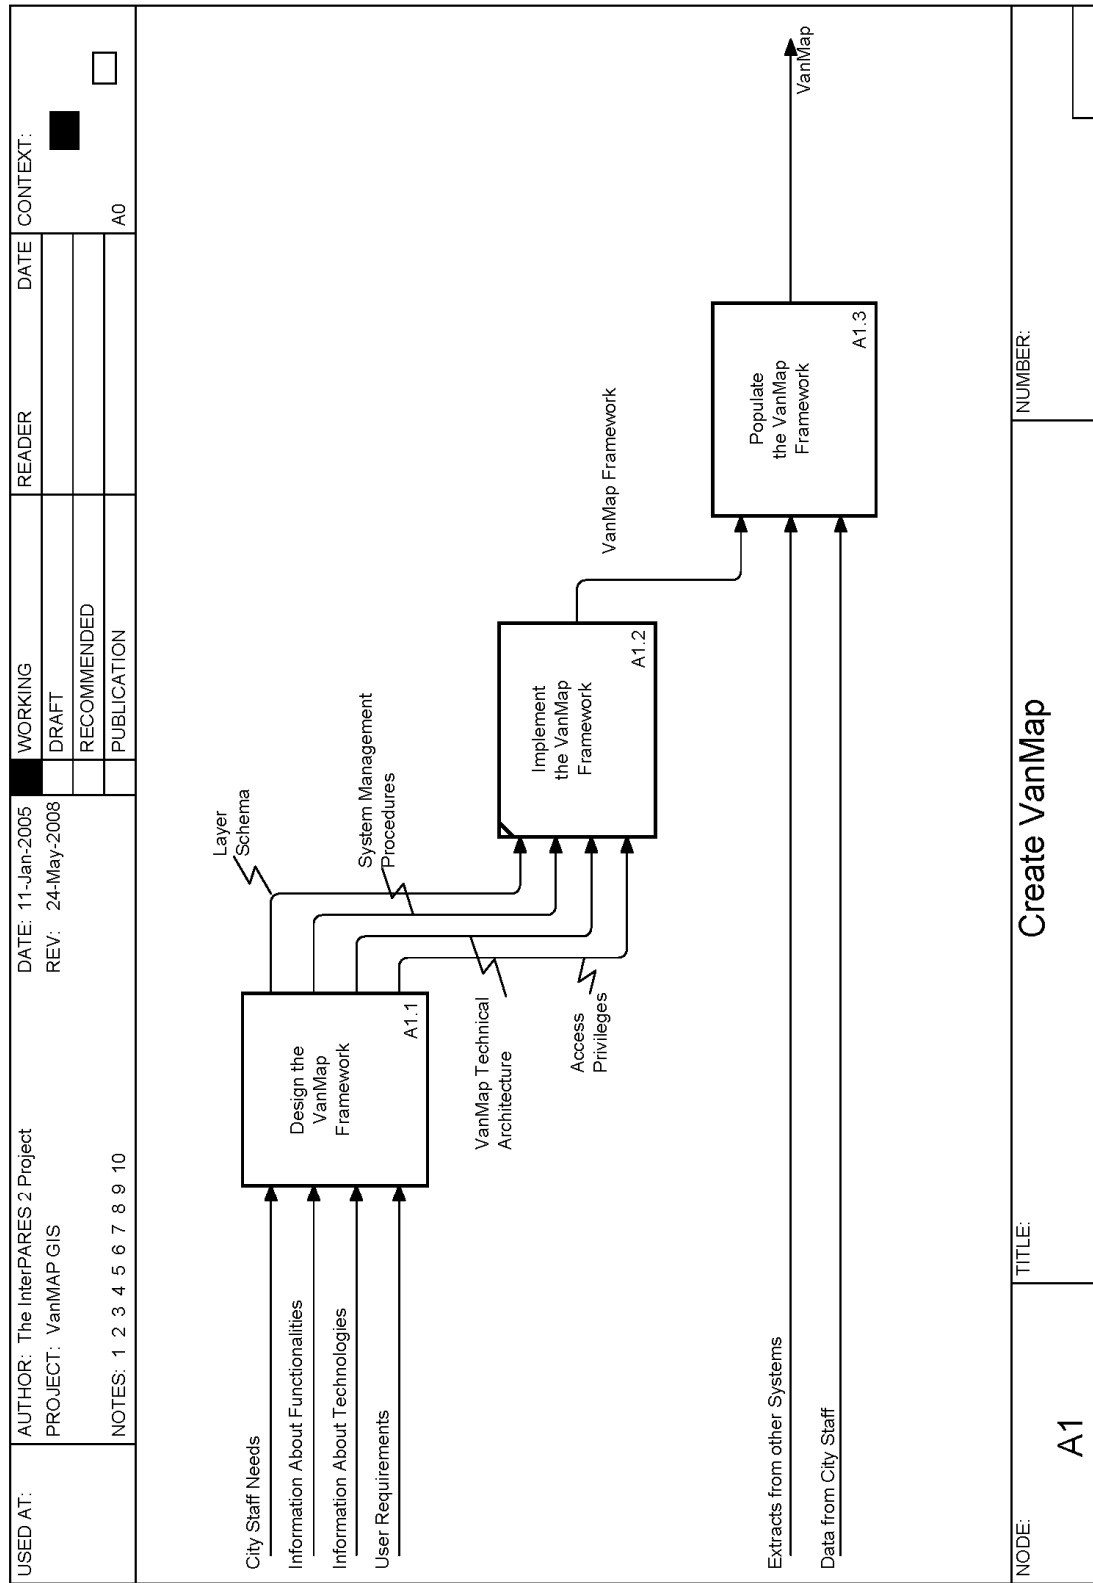 USED AT:
AUTHOR: The InterPARES 2 Project
PROJECT: VanMAP GIS
NOTES: 1 2 3 4 5 6 7 8 9 10
DATE: 11-Jan-2005
REV: 24-May-2008
WORKING
DRAFT
RECOMMENDED
PUBLICATION
READER
DATE
CONTEXT:
A0
City Staff Needs
Information About Functionalities
Information About Technologies
User Requirements
Design the
VanMap
Framework
A1.1
Layer
Schema
System Management
Procedures
VanMap Technical
Architecture
Access
Privileges
Implement
the VanMap
Framework
A1.2
VanMap Framework
Extracts from other Systems
Data from City Staff
Populate
the VanMap
Framework
A1.3
VanMap
NODE:
A1
TITLE:
Create VanMap
NUMBER: